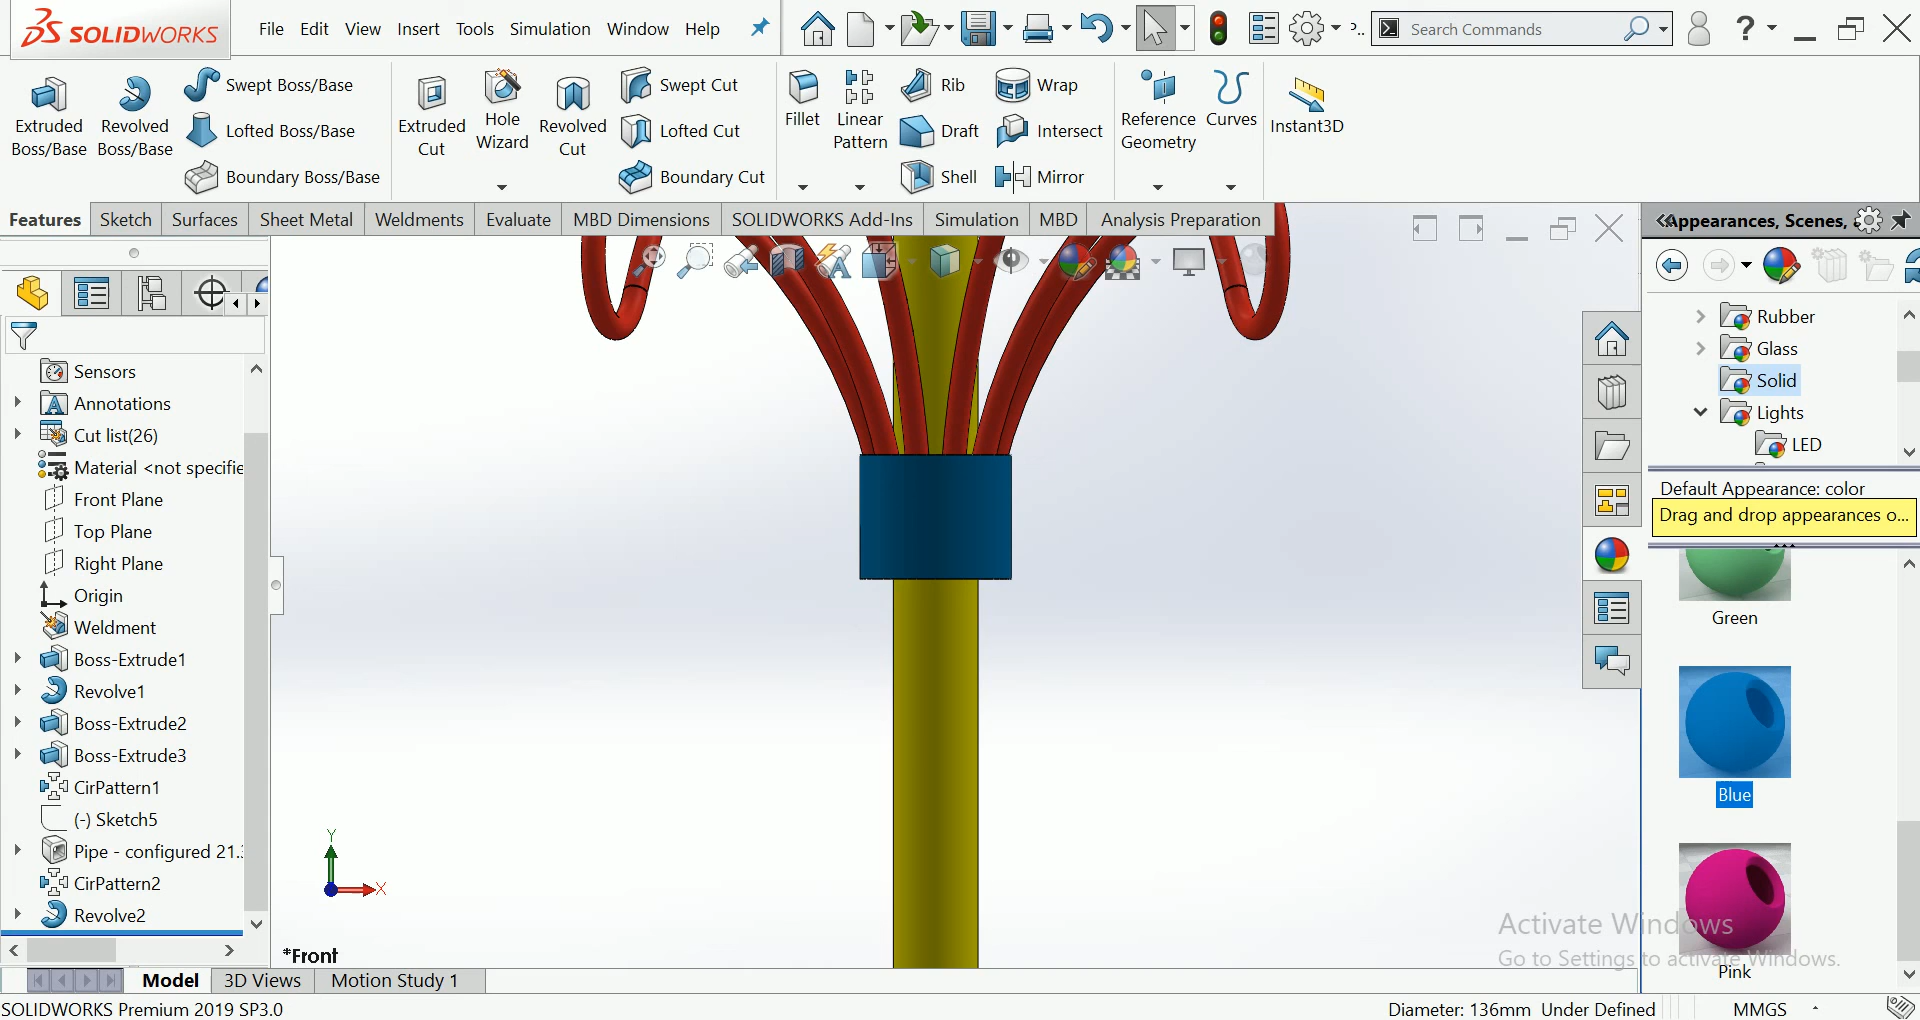 SOLIDWORKS
File Edit View Insert Tools Simulation Window Help
P..
Search Commands
?
Extruded Boss/Base
Revolved Boss/Base
Swept Boss/Base
Lofted Boss/Base
Boundary Boss/Base
Extruded Cut
Hole Wizard
Revolved Cut
Swept Cut
Lofted Cut
Boundary Cut
Fillet
Linear Pattern
Rib
Draft
Shell
Wrap
Intersect
Mirror
Reference Geometry
Curves
Instant3D
Features Sketch Surfaces Sheet Metal Weldments Evaluate MBD Dimensions SOLIDWORKS Add-Ins Simulation MBD Analysis Preparation
Appearances, Scenes,
Sensors
Annotations
Cut list(26)
Material <not specifie
Front Plane
Top Plane
Right Plane
Origin
Weldment
Boss-Extrude1
Revolve1
Boss-Extrude2
Boss-Extrude3
CirPattern1
(-) Sketch5
Pipe - configured 21.
CirPattern2
Revolve2
Y
X
*Front
Rubber
Glass
Solid
Lights
LED
Default Appearance: color
Drag and drop appearances o...
Green
Blue
Pink
Activate Windows
Go to Settings to activate Windows.
Model 3D Views Motion Study 1
SOLIDWORKS Premium 2019 SP3.0
Diameter: 136mm Under Defined
MMGS